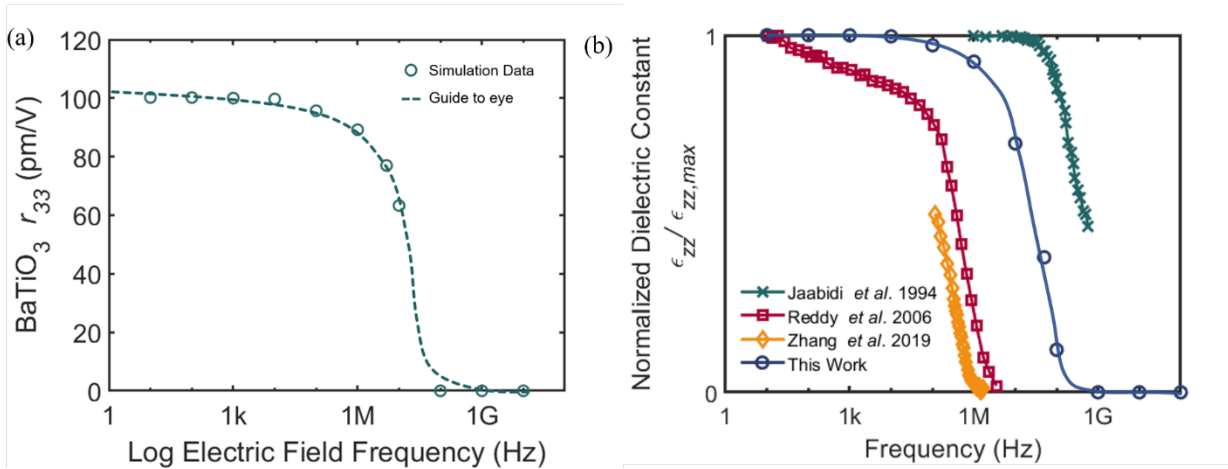 (a)
BaTiO3 r33 (pm/V)
120
100
80
60
40
20
0
Simulation Data
Guide to eye
1 1k 1M 1G
Log Electric Field Frequency (Hz)
(b)
Normalized Dielectric Constant
ϵzz/ ϵzz,max
1
0
Jaabidi et al. 1994
Reddy et al. 2006
Zhang et al. 2019
This Work
1 1k 1M 1G
Frequency (Hz)